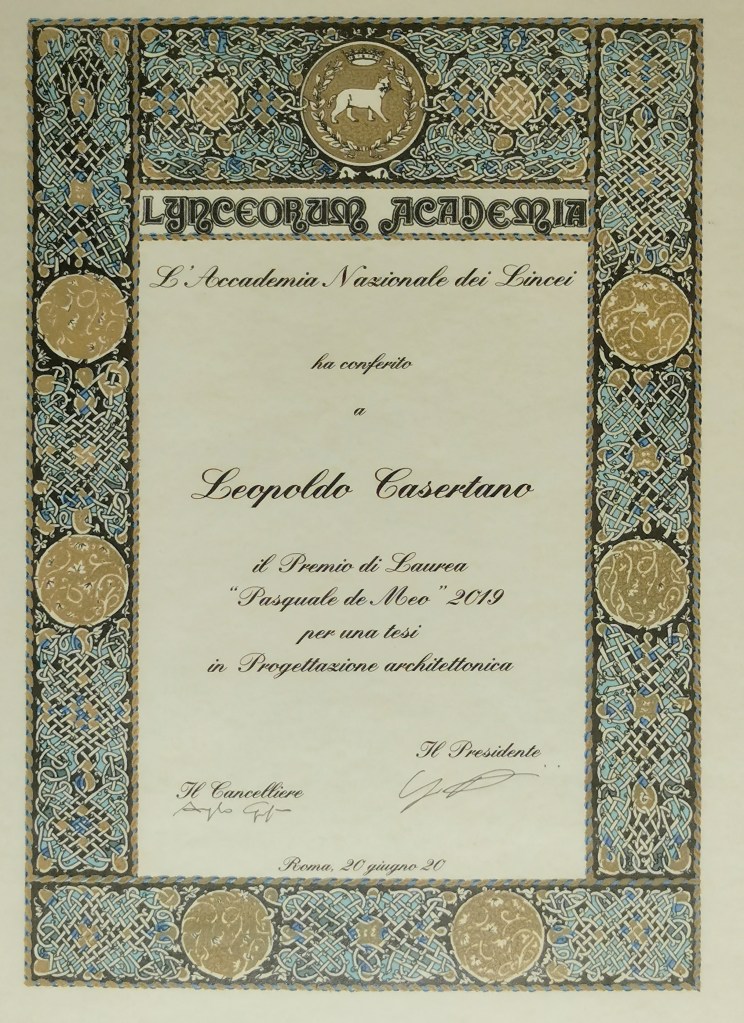 LYNCEORUM ACADEMIA
L'Accademia Nazionale dei Lincei
ha conferito
a
Leopoldo Casertano
il Premio di Laurea
“Pasquale de Meo” 2019
per una tesi
in Progettazione architettonica
Il Presidente
Il Cancelliere
Roma, 20 giugno 20